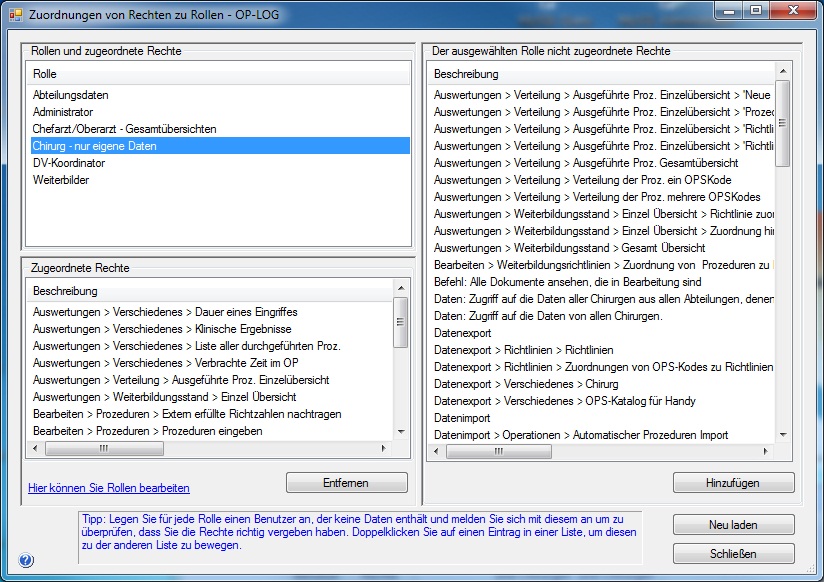 Zuordnungen von Rechten zu Rollen - OP-LOG
Rollen und zugeordnete Rechte
Rolle
Abteilungsdaten
Administrator
Chefarzt/Oberarzt - Gesamtübersichten
Chirurg - nur eigene Daten
DV-Koordinator
Weiterbilder
Zugeordnete Rechte
Beschreibung
Auswertungen > Verschiedenes > Dauer eines Eingriffes
Auswertungen > Verschiedenes > Klinische Ergebnisse
Auswertungen > Verschiedenes > Liste aller durchgeführten Proz.
Auswertungen > Verschiedenes > Verbrachte Zeit im OP
Auswertungen > Verteilung > Ausgeführte Proz. Einzelübersicht
Auswertungen > Weiterbildungsstand > Einzel Übersicht
Bearbeiten > Prozeduren > Extern erfüllte Richtzahlen nachtragen
Bearbeiten > Prozeduren > Prozeduren eingeben
Hier können Sie Rollen bearbeiten
Entfernen
Der ausgewählten Rolle nicht zugeordnete Rechte
Beschreibung
Auswertungen > Verteilung > Ausgeführte Proz. Einzelübersicht > 'Neue
Auswertungen > Verteilung > Ausgeführte Proz. Einzelübersicht > 'Prozed
Auswertungen > Verteilung > Ausgeführte Proz. Einzelübersicht > 'Richtli
Auswertungen > Verteilung > Ausgeführte Proz. Einzelübersicht > 'Richtli
Auswertungen > Verteilung > Ausgeführte Proz. Gesamtübersicht
Auswertungen > Verteilung > Verteilung der Proz. ein OPSKode
Auswertungen > Verteilung > Verteilung der Proz. mehrere OPSKodes
Auswertungen > Weiterbildungsstand > Einzel Übersicht > Richtlinie zuor
Auswertungen > Weiterbildungsstand > Einzel Übersicht > Zuordnung hin
Auswertungen > Weiterbildungsstand > Gesamt Übersicht
Bearbeiten > Weiterbildungsrichtlinien > Zuordnung von Prozeduren zu
Befehl: Alle Dokumente ansehen, die in Bearbeitung sind
Daten: Zugriff auf die Daten aller Chirurgen aus allen Abteilungen, denen
Daten: Zugriff auf die Daten von allen Chirurgen.
Datenexport
Datenexport > Richtlinien > Richtlinien
Datenexport > Richtlinien > Zuordnungen von OPS-Kodes zu Richtlinien
Datenexport > Verschiedenes > Chirurg
Datenexport > Verschiedenes > OPS-Katalog für Handy
Datenimport
Datenimport > Operationen > Automatischer Prozeduren Import
Hinzufügen
Tipp: Legen Sie für jede Rolle einen Benutzer an, der keine Daten enthält und melden Sie sich mit diesem an um zu
überprüfen, dass Sie die Rechte richtig vergeben haben. Doppelklicken Sie auf einen Eintrag in einer Liste, um diesen
zu der anderen Liste zu bewegen.
Neu laden
Schließen